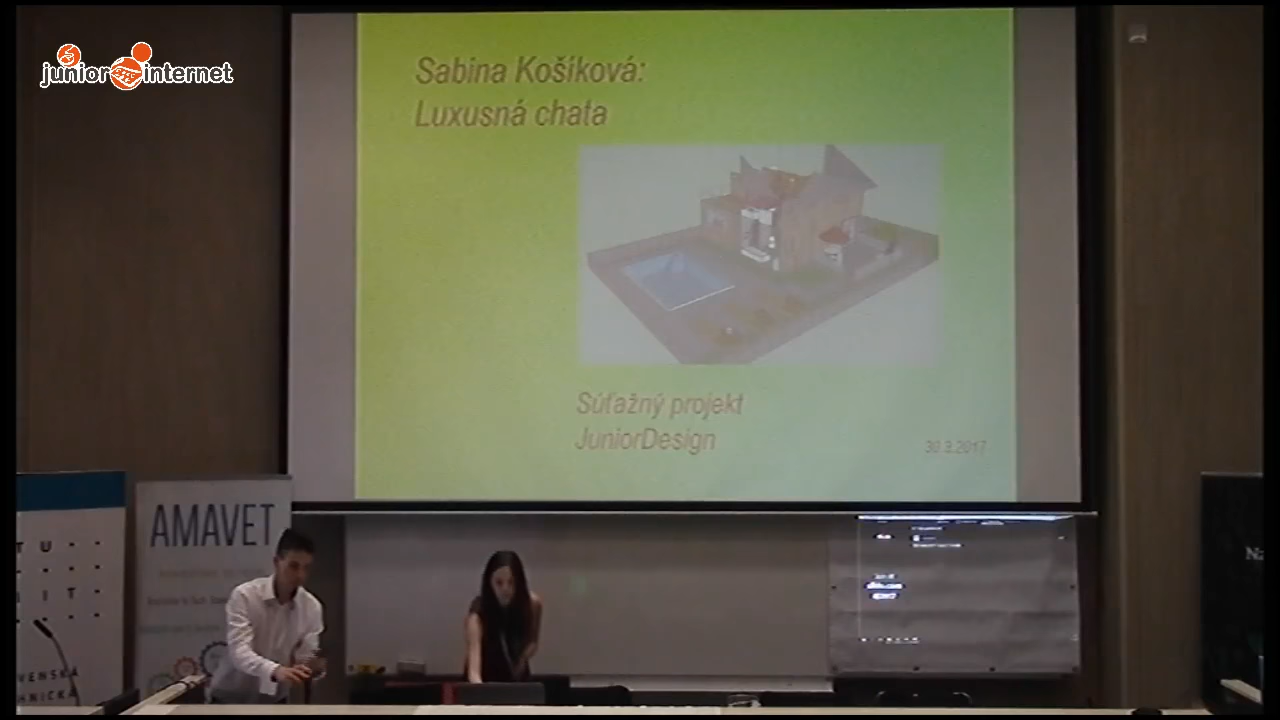 junior internet
Sabina Košíková:
Luxusná chata
Súťažný projekt
JuniorDesign
30.3.2017
AMAVET